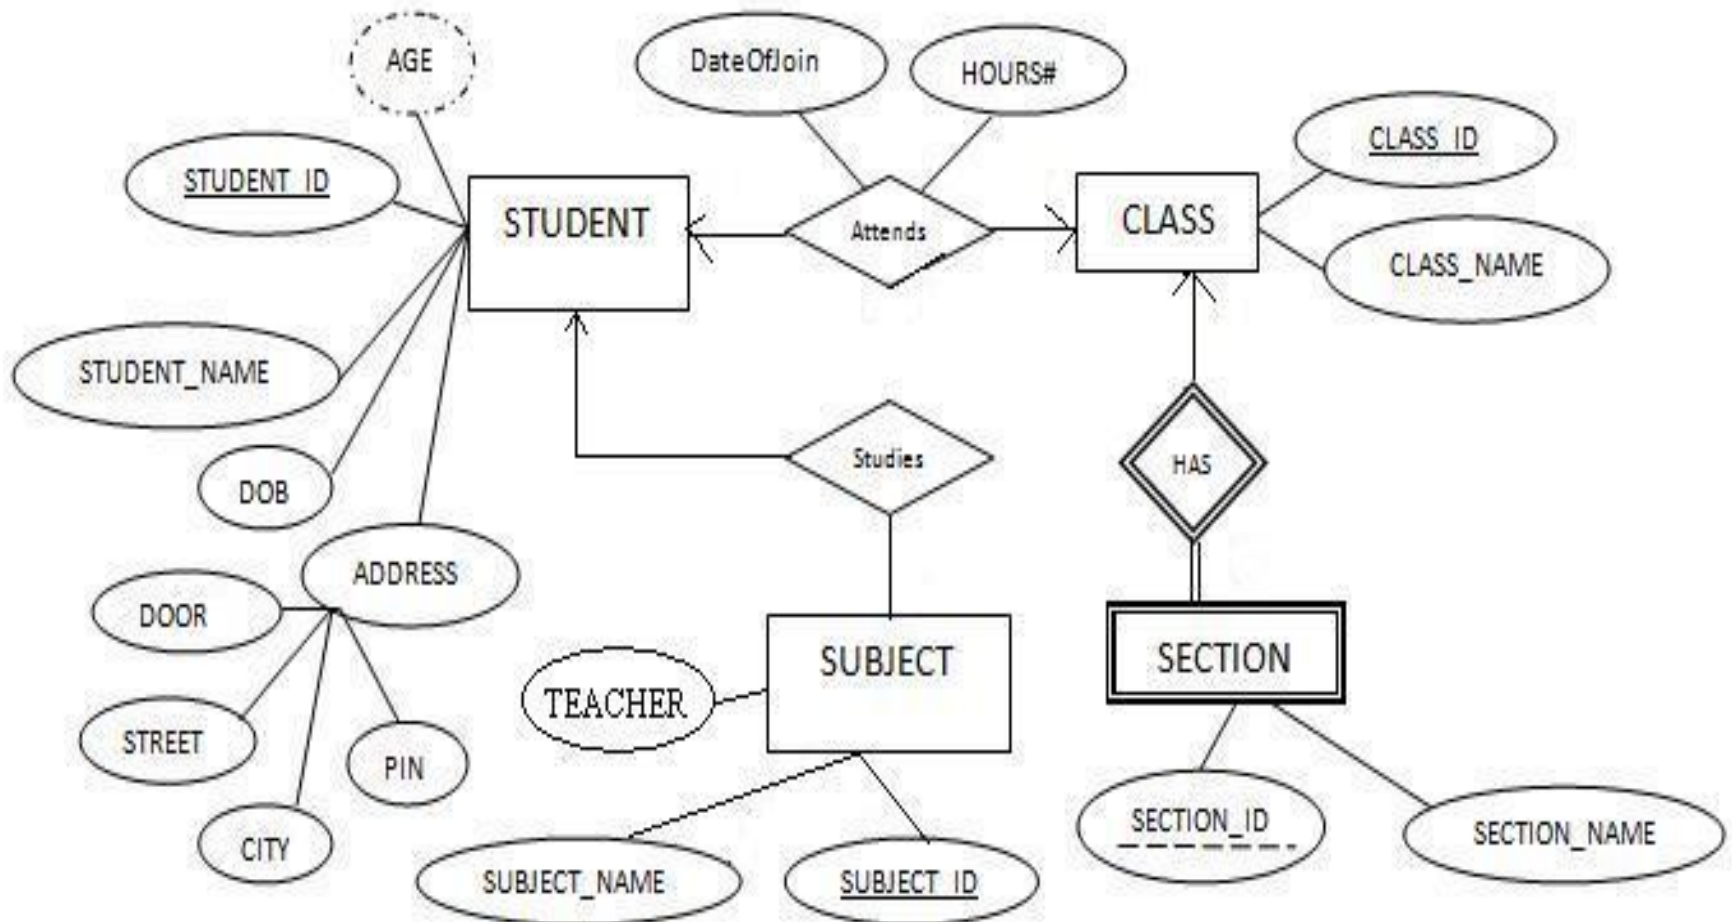 AGE
DateOfJoin
HOURS#
STUDENT_ID
CLASS_ID
STUDENT
Attends
CLASS
CLASS_NAME
STUDENT_NAME
Studies
HAS
DOB
ADDRESS
DOOR
SUBJECT
SECTION
TEACHER
STREET
PIN
CITY
SECTION_ID
SECTION_NAME
SUBJECT_NAME
SUBJECT_ID